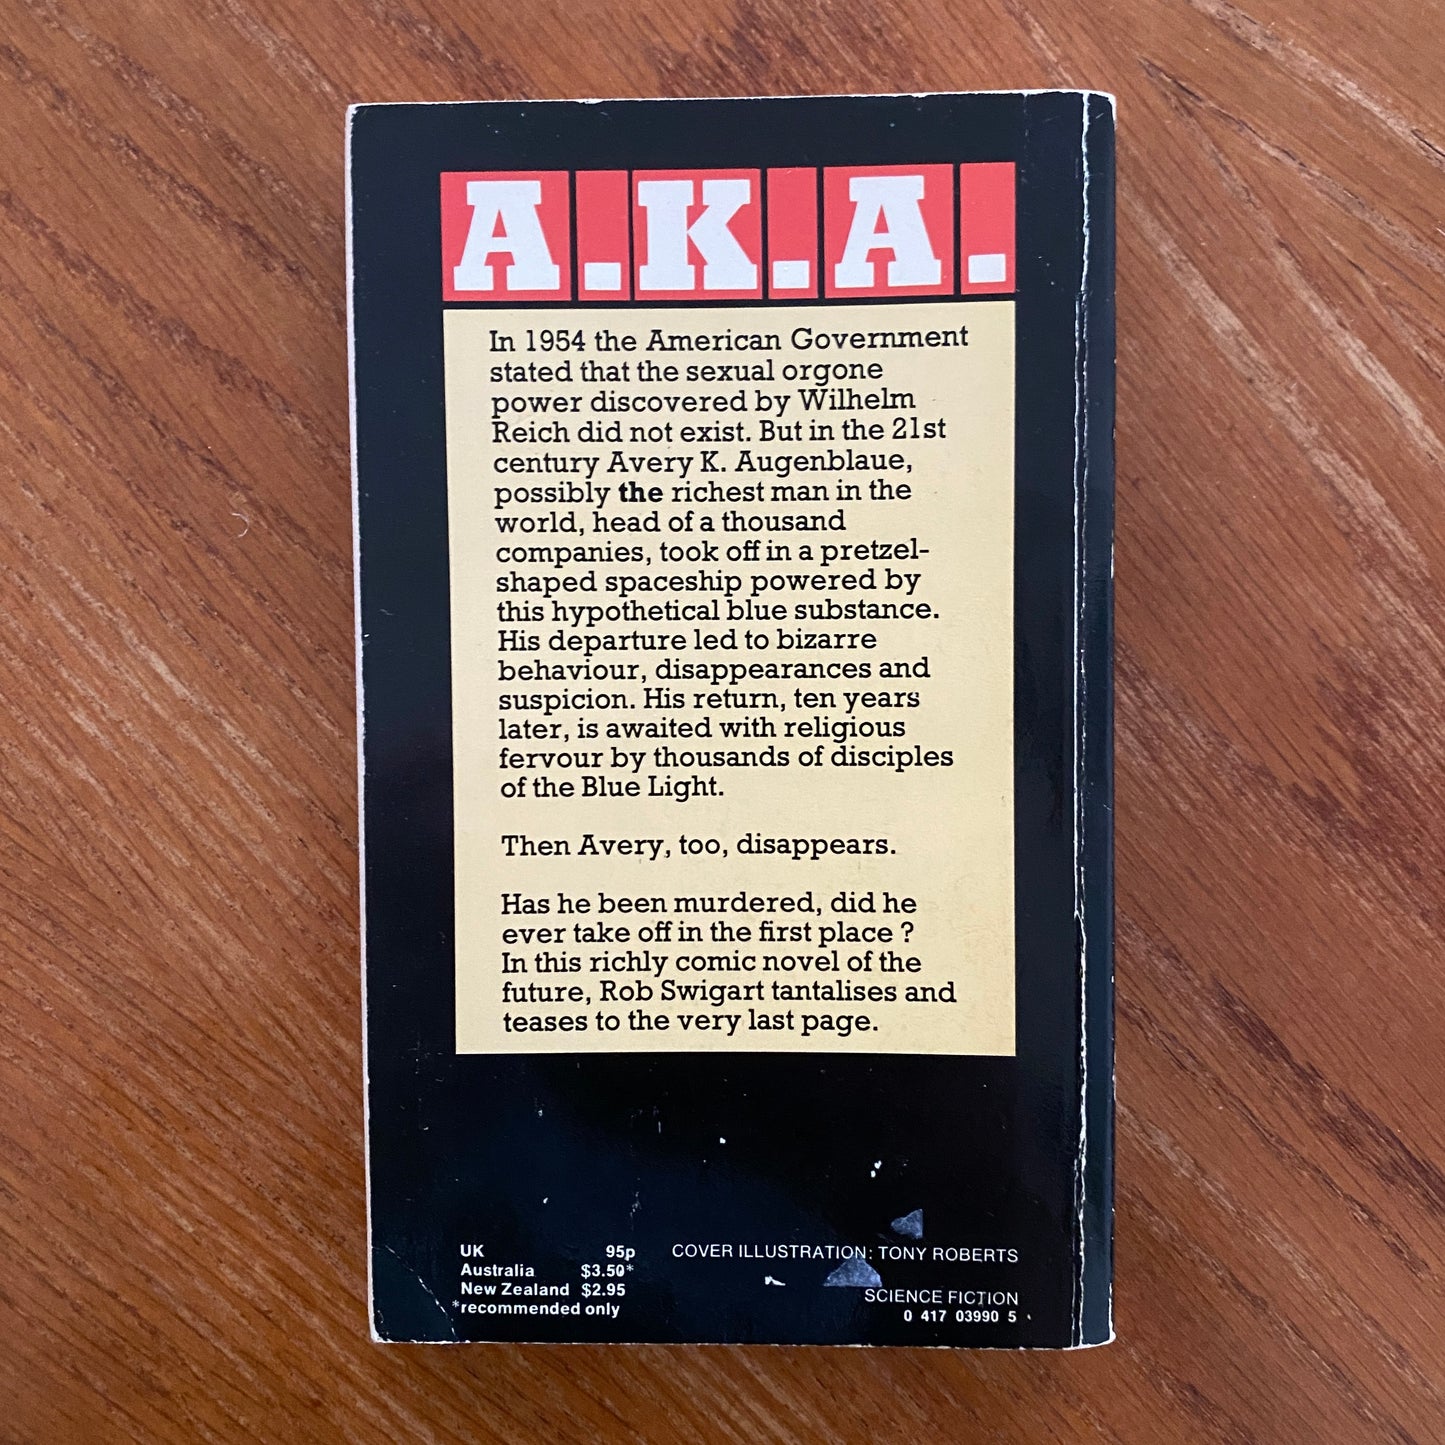 A.K.A.
In 1954 the American Government
stated that the sexual orgone
power discovered by Wilhelm
Reich did not exist. But in the 21st
century Avery K. Augenblaue,
possibly the richest man in the
world, head of a thousand
companies, took off in a pretzel-
shaped spaceship powered by
this hypothetical blue substance.
His departure led to bizarre
behaviour, disappearances and
suspicion. His return, ten years
later, is awaited with religious
fervour by thousands of disciples
of the Blue Light.
Then Avery, too, disappears.
Has he been murdered, did he
ever take off in the first place ?
In this richly comic novel of the
future, Rob Swigart tantalises and
teases to the very last page.
UK 95p
Australia $3.50*
New Zealand $2.95
*recommended only
COVER ILLUSTRATION: TONY ROBERTS
SCIENCE FICTION
0 417 03990 5